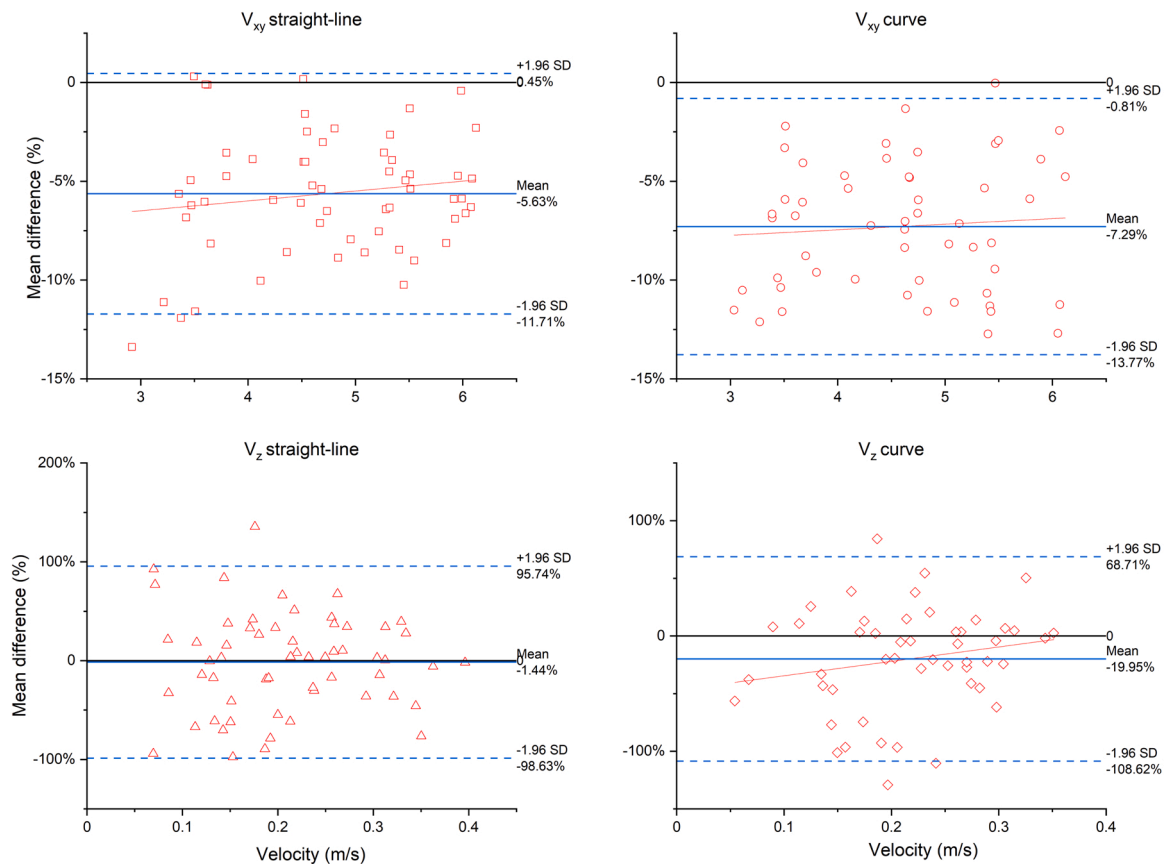 Vxy straight-line
Mean difference (%)
0
-5%
-10%
-15%
3
4
5
6
+1.96 SD
0
0.45%
Mean
-5.63%
-1.96 SD
-11.71%
Vxy curve
0
-5%
-10%
-15%
3
4
5
6
0
+1.96 SD
-0.81%
Mean
-7.29%
-1.96 SD
-13.77%
Vz straight-line
Mean difference (%)
200%
100%
0
-100%
0
0.1
0.2
0.3
0.4
Velocity (m/s)
+1.96 SD
95.74%
Mean
0
-1.44%
-1.96 SD
-98.63%
Vz curve
100%
0
-100%
0
0.1
0.2
0.3
0.4
Velocity (m/s)
+1.96 SD
68.71%
0
Mean
-19.95%
-1.96 SD
-108.62%